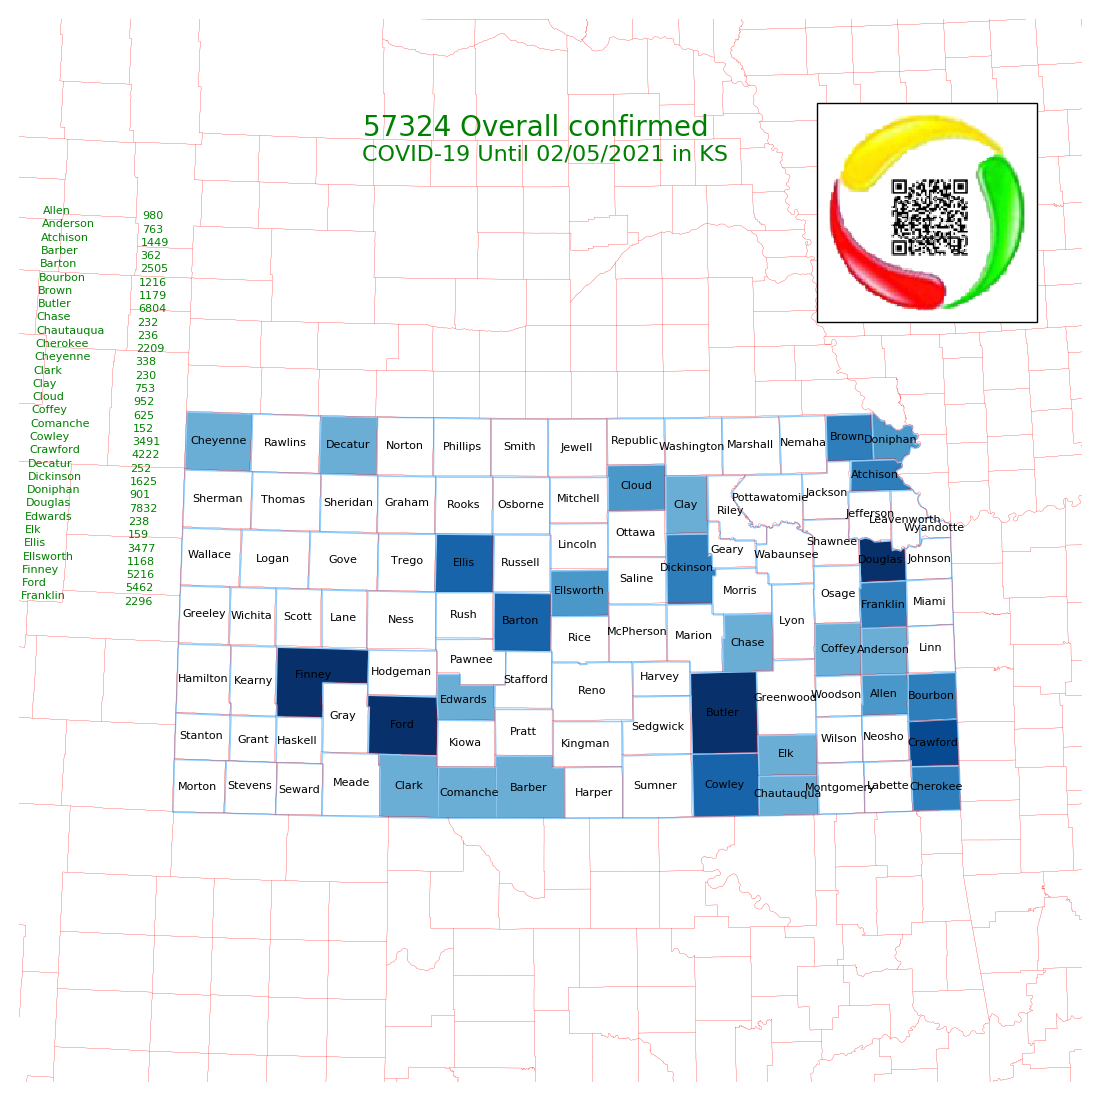 57324 Overall confirmed
COVID-19 Until 02/05/2021 in KS
Allen 980
Anderson 763
Atchison 1449
Barber 362
Barton 2505
Bourbon 1216
Brown 1179
Butler 6804
Chase 232
Chautauqua 236
Cherokee 2209
Cheyenne 338
Clark 230
Clay 753
Cloud 952
Coffey 625
Comanche 152
Cowley 3491
Crawford 4222
Decatur 252
Dickinson 1625
Doniphan 901
Douglas 7832
Edwards 238
Elk 159
Ellis 3477
Ellsworth 1168
Finney 5216
Ford 5462
Franklin 2296
Cheyenne Rawlins Decatur Norton Phillips Smith Jewell Republic Washington Marshall Nemaha Brown Doniphan
Atchison
Sherman Thomas Sheridan Graham Rooks Osborne Mitchell Cloud Clay Riley Pottawatomie Jackson Jefferson Leavenworth Wyandotte
Wallace Logan Gove Trego Ellis Russell Lincoln Ottawa Geary Wabaunsee Shawnee Douglas Johnson
Ellsworth Saline Dickinson Morris
Greeley Wichita Scott Lane Ness Rush Barton Rice McPherson Marion Chase Lyon Osage Franklin Miami
Hamilton Kearny Finney Hodgeman Pawnee Stafford Reno Harvey Coffey Anderson Linn
Edwards Butler Greenwood Woodson Allen Bourbon
Stanton Grant Haskell Gray Ford Kiowa Pratt Kingman Sedgwick Elk Wilson Neosho Crawford
Morton Stevens Seward Meade Clark Comanche Barber Harper Sumner Cowley Chautauqua Montgomery Labette Cherokee